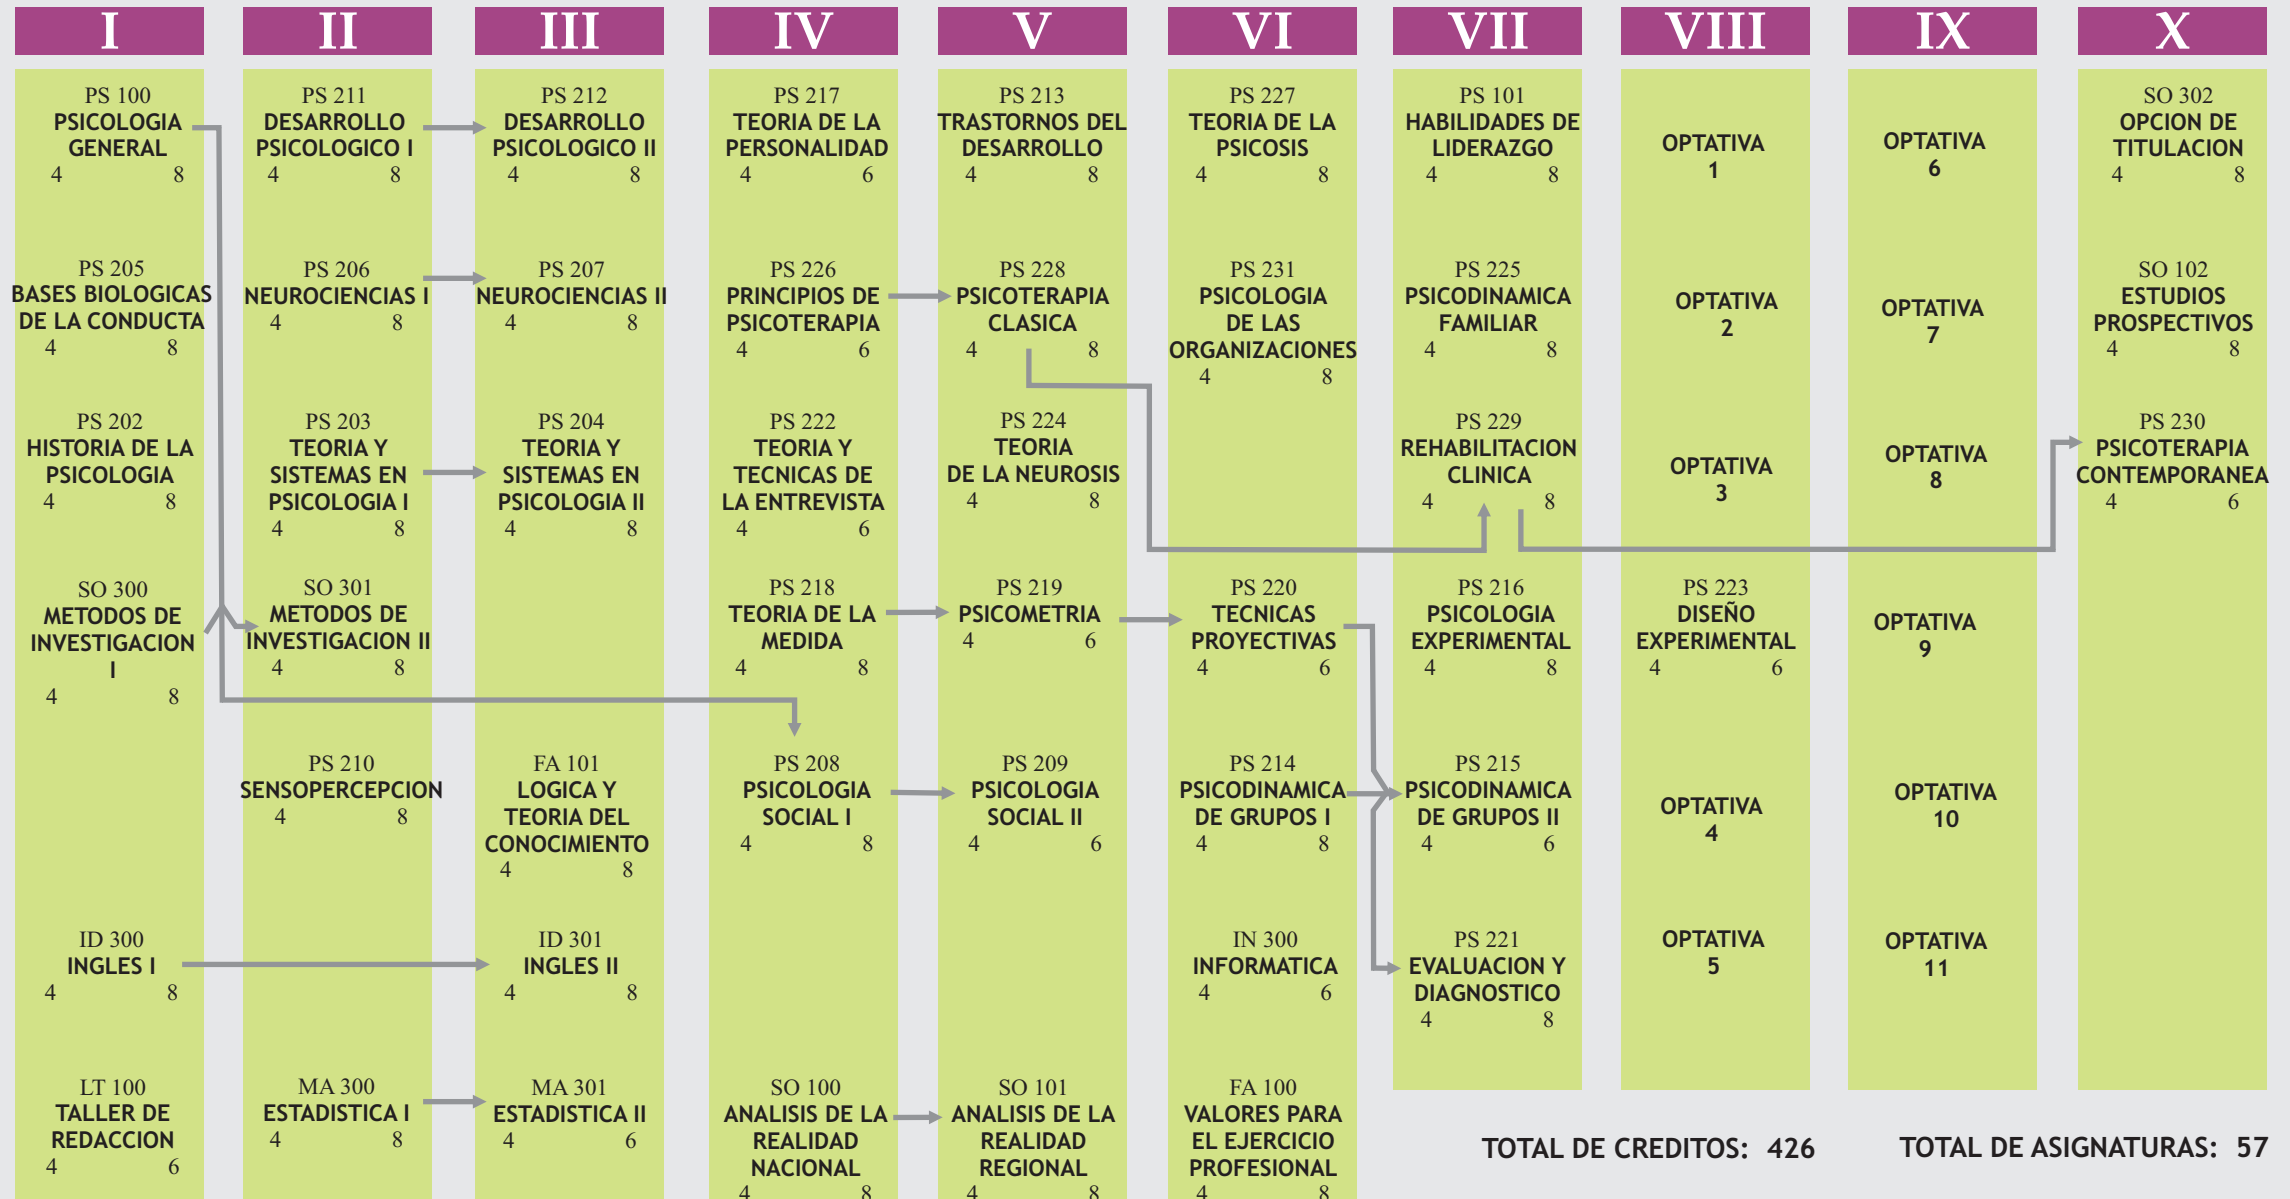 I
II
III
IV
V
VI
VII
VIII
IX
X
PS 100
PSICOLOGIA
GENERAL
4 8
PS 205
BASES BIOLOGICAS
DE LA CONDUCTA
4 8
PS 202
HISTORIA DE LA
PSICOLOGIA
4 8
SO 300
METODOS DE
INVESTIGACION
I
4 8
ID 300
INGLES I
4 8
LT 100
TALLER DE
REDACCION
4 6
PS 211
DESARROLLO
PSICOLOGICO I
4 8
PS 206
NEUROCIENCIAS I
4 8
PS 203
TEORIA Y
SISTEMAS EN
PSICOLOGIA I
4 8
SO 301
METODOS DE
INVESTIGACION II
4 8
PS 210
SENSOPERCEPCION
4 8
MA 300
ESTADISTICA I
4 8
PS 212
DESARROLLO
PSICOLOGICO II
4 8
PS 207
NEUROCIENCIAS II
4 8
PS 204
TEORIA Y
SISTEMAS EN
PSICOLOGIA II
4 8
FA 101
LOGICA Y
TEORIA DEL
CONOCIMIENTO
4 8
ID 301
INGLES II
4 8
MA 301
ESTADISTICA II
4 6
PS 217
TEORIA DE LA
PERSONALIDAD
4 6
PS 226
PRINCIPIOS DE
PSICOTERAPIA
4 6
PS 222
TEORIA Y
TECNICAS DE
LA ENTREVISTA
4 6
PS 218
TEORIA DE LA
MEDIDA
4 8
PS 208
PSICOLOGIA
SOCIAL I
4 8
SO 100
ANALISIS DE LA
REALIDAD
NACIONAL
4 8
PS 213
TRASTORNOS DEL
DESARROLLO
4 8
PS 228
PSICOTERAPIA
CLASICA
4 8
PS 224
TEORIA
DE LA NEUROSIS
4 8
PS 219
PSICOMETRIA
4 6
PS 209
PSICOLOGIA
SOCIAL II
4 6
SO 101
ANALISIS DE LA
REALIDAD
REGIONAL
4 8
PS 227
TEORIA DE LA
PSICOSIS
4 8
PS 231
PSICOLOGIA
DE LAS
ORGANIZACIONES
4 8
PS 220
TECNICAS
PROYECTIVAS
4 6
PS 214
PSICODINAMICA
DE GRUPOS I
4 8
IN 300
INFORMATICA
4 6
FA 100
VALORES PARA
EL EJERCICIO
PROFESIONAL
4 8
PS 101
HABILIDADES DE
LIDERAZGO
4 8
PS 225
PSICODINAMICA
FAMILIAR
4 8
PS 229
REHABILITACION
CLINICA
4 8
PS 216
PSICOLOGIA
EXPERIMENTAL
4 8
PS 215
PSICODINAMICA
DE GRUPOS II
4 6
PS 221
EVALUACION Y
DIAGNOSTICO
4 8
OPTATIVA
1
OPTATIVA
2
OPTATIVA
3
PS 223
DISEÑO
EXPERIMENTAL
4 6
OPTATIVA
4
OPTATIVA
5
OPTATIVA
6
OPTATIVA
7
OPTATIVA
8
OPTATIVA
9
OPTATIVA
10
OPTATIVA
11
SO 302
OPCION DE
TITULACION
4 8
SO 102
ESTUDIOS
PROSPECTIVOS
4 8
PS 230
PSICOTERAPIA
CONTEMPORANEA
4 6
TOTAL DE CREDITOS: 426
TOTAL DE ASIGNATURAS: 57